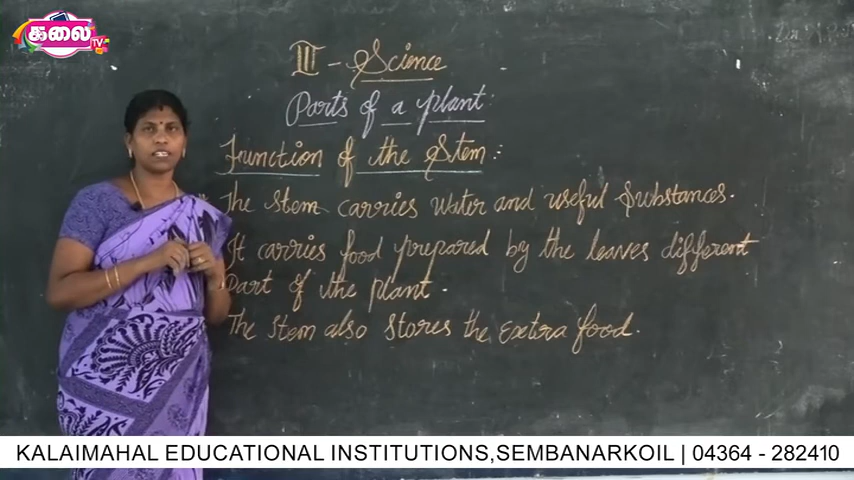 கலை TV
III - Science
Parts of a plant:
Function of the Stem:
The stem carries water and useful substances.
It carries food prepared by the leaves different
Part of the plant.
The stem also stores the exetera food.
KALAIMAHAL EDUCATIONAL INSTITUTIONS,SEMBANARKOIL | 04364 - 282410